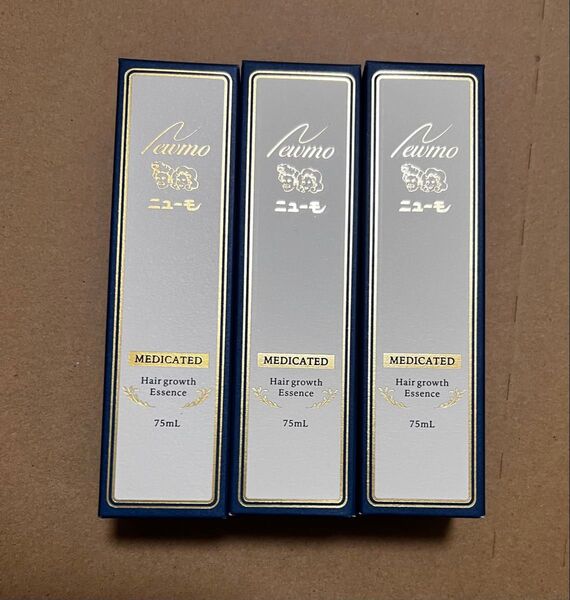 Newmo
ニューモ
MEDICATED
Hair growth
Essence
75mL
Newmo
ニューモ
MEDICATED
Hair growth
Essence
75mL
Newmo
ニューモ
MEDICATED
Hair growth
Essence
75mL